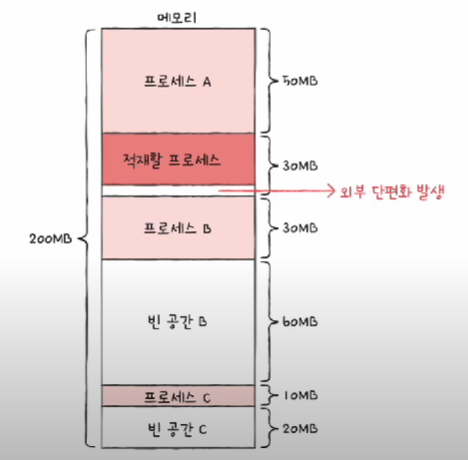 메모리
프로세스 A
50MB
적재할 프로세스
30MB
외부 단편화 발생
프로세스 B
30MB
200MB
빈 공간 B
60MB
프로세스 C
10MB
빈 공간 C
20MB